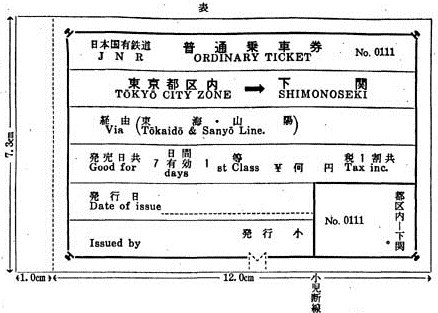 表
日本国有鉄道 普通乗車券 No. 0111
J N R ORDINARY TICKET
東京都区内 ➡ 下関
TŌKYŌ CITY ZONE SHIMONOSEKI
経由 (東海・山陽)
Via (Tōkaidō & Sanyō Line.)
発売日共 7 日間有効 1 等 ¥ 何 円 税1割共
Good for days st Class Tax inc.
発行日
Date of issue
発行 小
Issued by
No. 0111
都区内―下関
7.3cm
1.0cm
12.0cm
小児断線